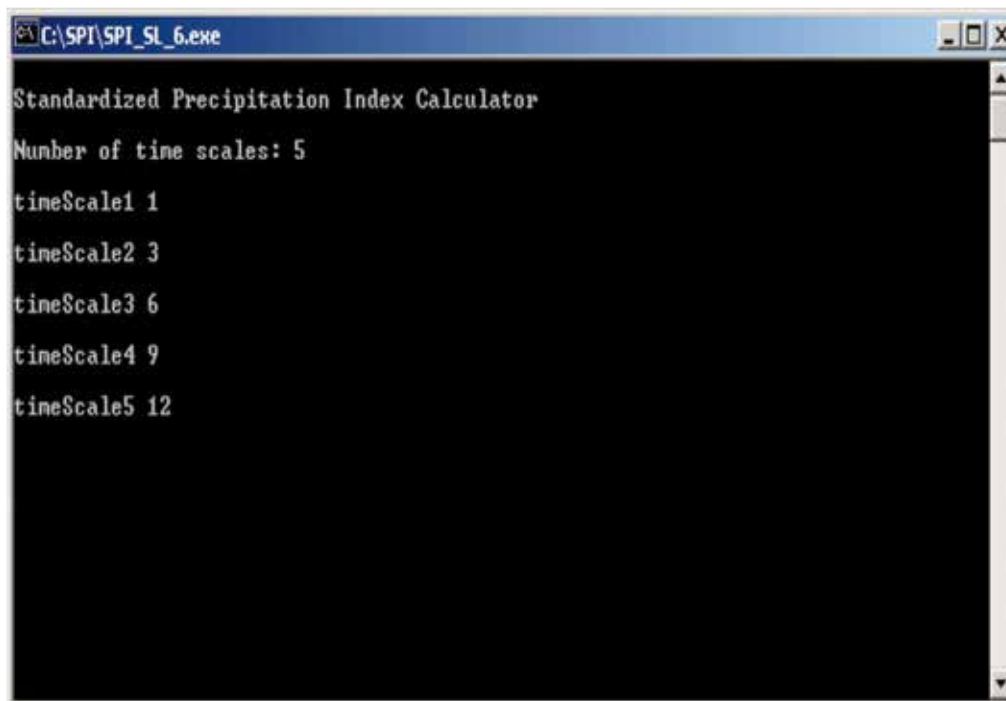 C:\SPI\SPI_SL_6.exe
Standardized Precipitation Index Calculator
Number of time scales: 5
timeScale1 1
timeScale2 3
timeScale3 6
timeScale4 9
timeScale5 12